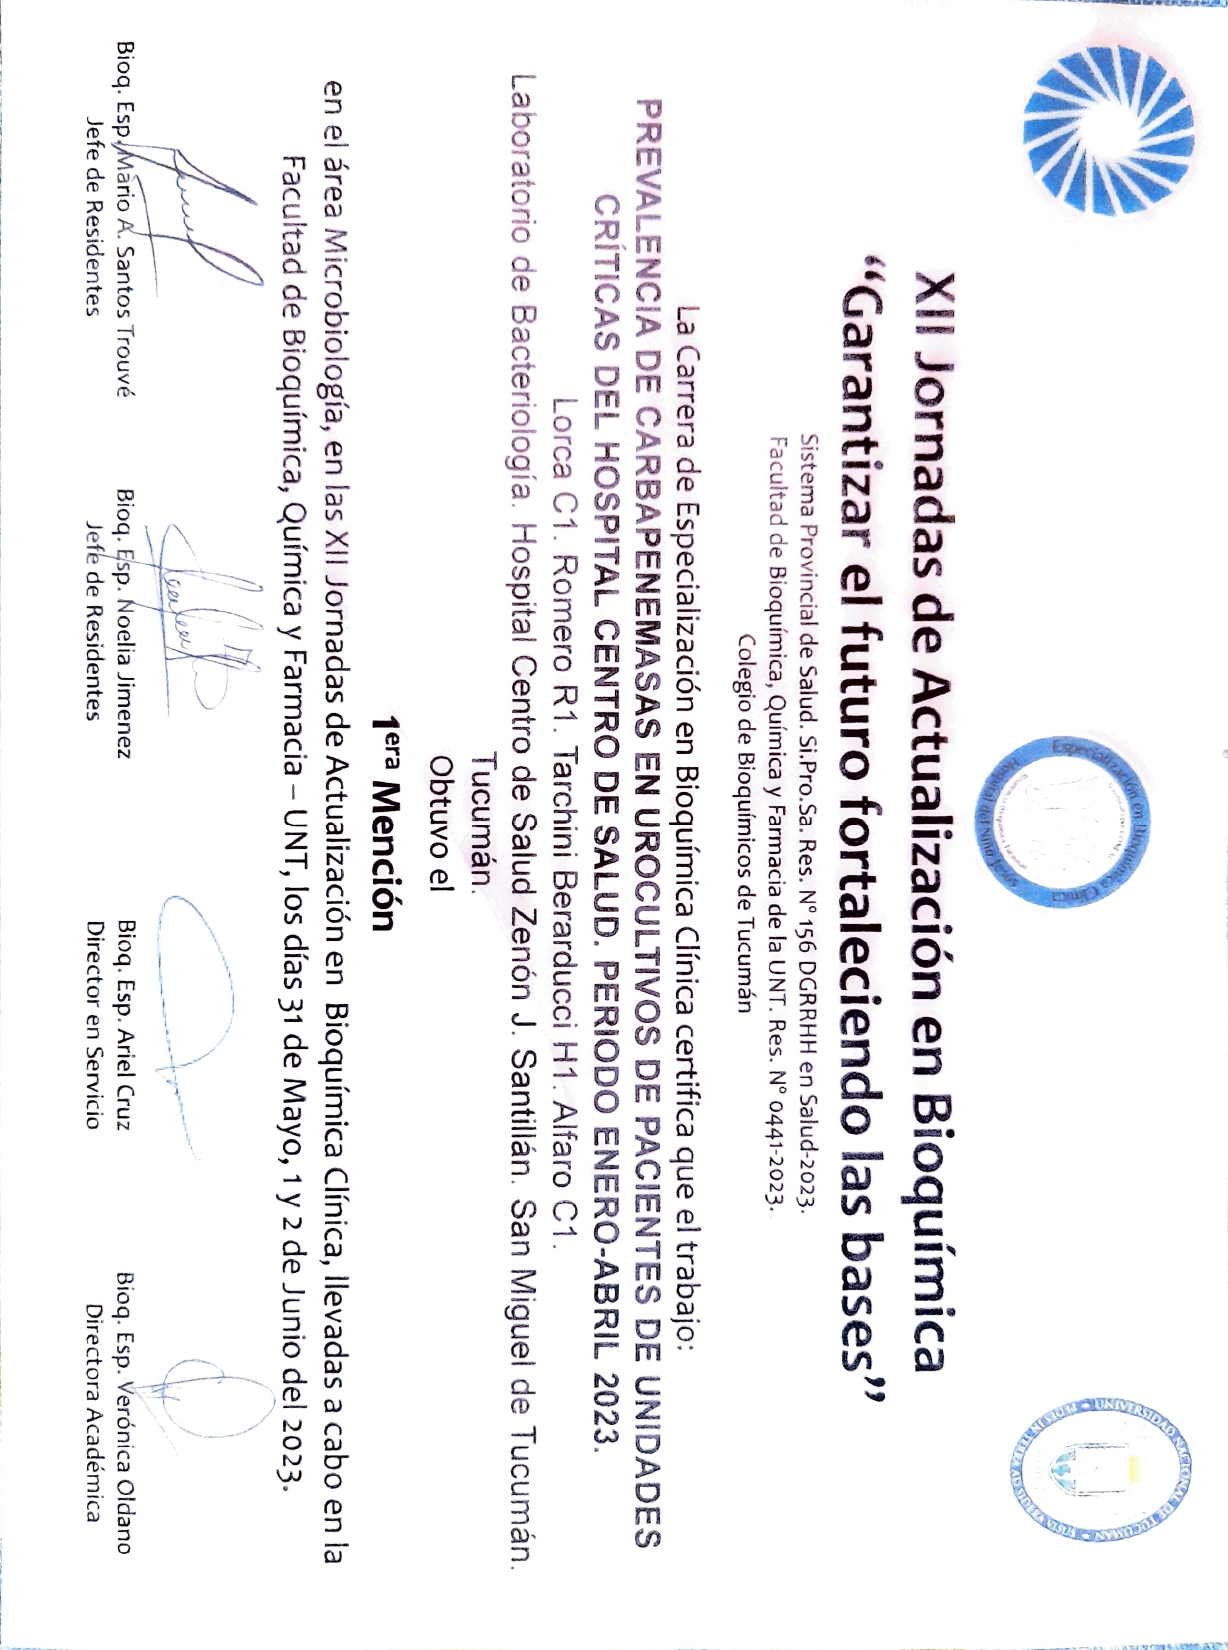 Especialización en Bioquímica Clínica
Hospital del Niño Jesús
UNIVERSIDAD NACIONAL DE TUCUMAN
PEDES IN TERRA AD SIDERA VISUS
XII Jornadas de Actualización en Bioquímica
“Garantizar el futuro fortaleciendo las bases”
Sistema Provincial de Salud. Si.Pro.Sa. Res. Nº 156 DGRRHH en Salud-2023.
Facultad de Bioquímica, Química y Farmacia de la UNT. Res. Nº 0441-2023.
Colegio de Bioquímicos de Tucumán
La Carrera de Especialización en Bioquímica Clínica certifica que el trabajo:
PREVALENCIA DE CARBAPENEMASAS EN UROCULTIVOS DE PACIENTES DE UNIDADES
CRÍTICAS DEL HOSPITAL CENTRO DE SALUD. PERIODO ENERO-ABRIL 2023.
Lorca C1. Romero R1. Tarchini Berarducci H1. Alfaro C1.
Laboratorio de Bacteriología. Hospital Centro de Salud Zenón J. Santillán. San Miguel de Tucumán.
Tucumán.
Obtuvo el
1era Mención
en el área Microbiología, en las XII Jornadas de Actualización en Bioquímica Clínica, llevadas a cabo en la
Facultad de Bioquímica, Química y Farmacia – UNT, los días 31 de Mayo, 1 y 2 de Junio del 2023.
Bioq. Esp. Mario A. Santos Trouvé
Jefe de Residentes
Bioq. Esp. Noelia Jimenez
Jefe de Residentes
Bioq. Esp. Ariel Cruz
Director en Servicio
Bioq. Esp. Verónica Oldano
Directora Académica